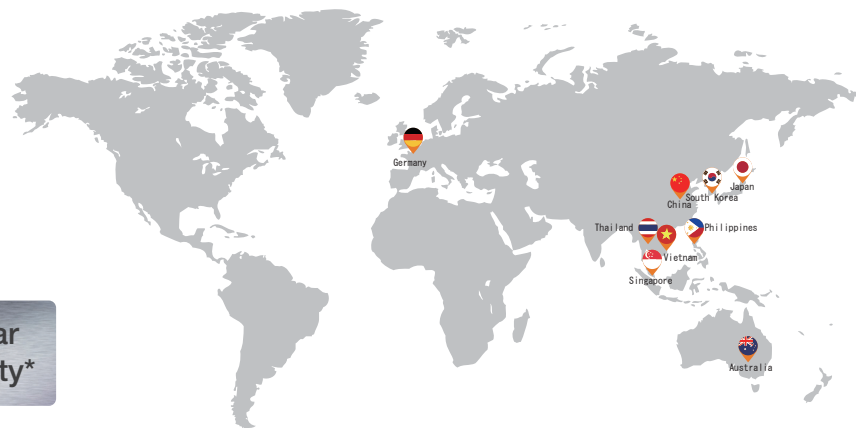 Germany
Japan
South Korea
China
Thailand
Philippines
Vietnam
Singapore
ar
ty*
Australia